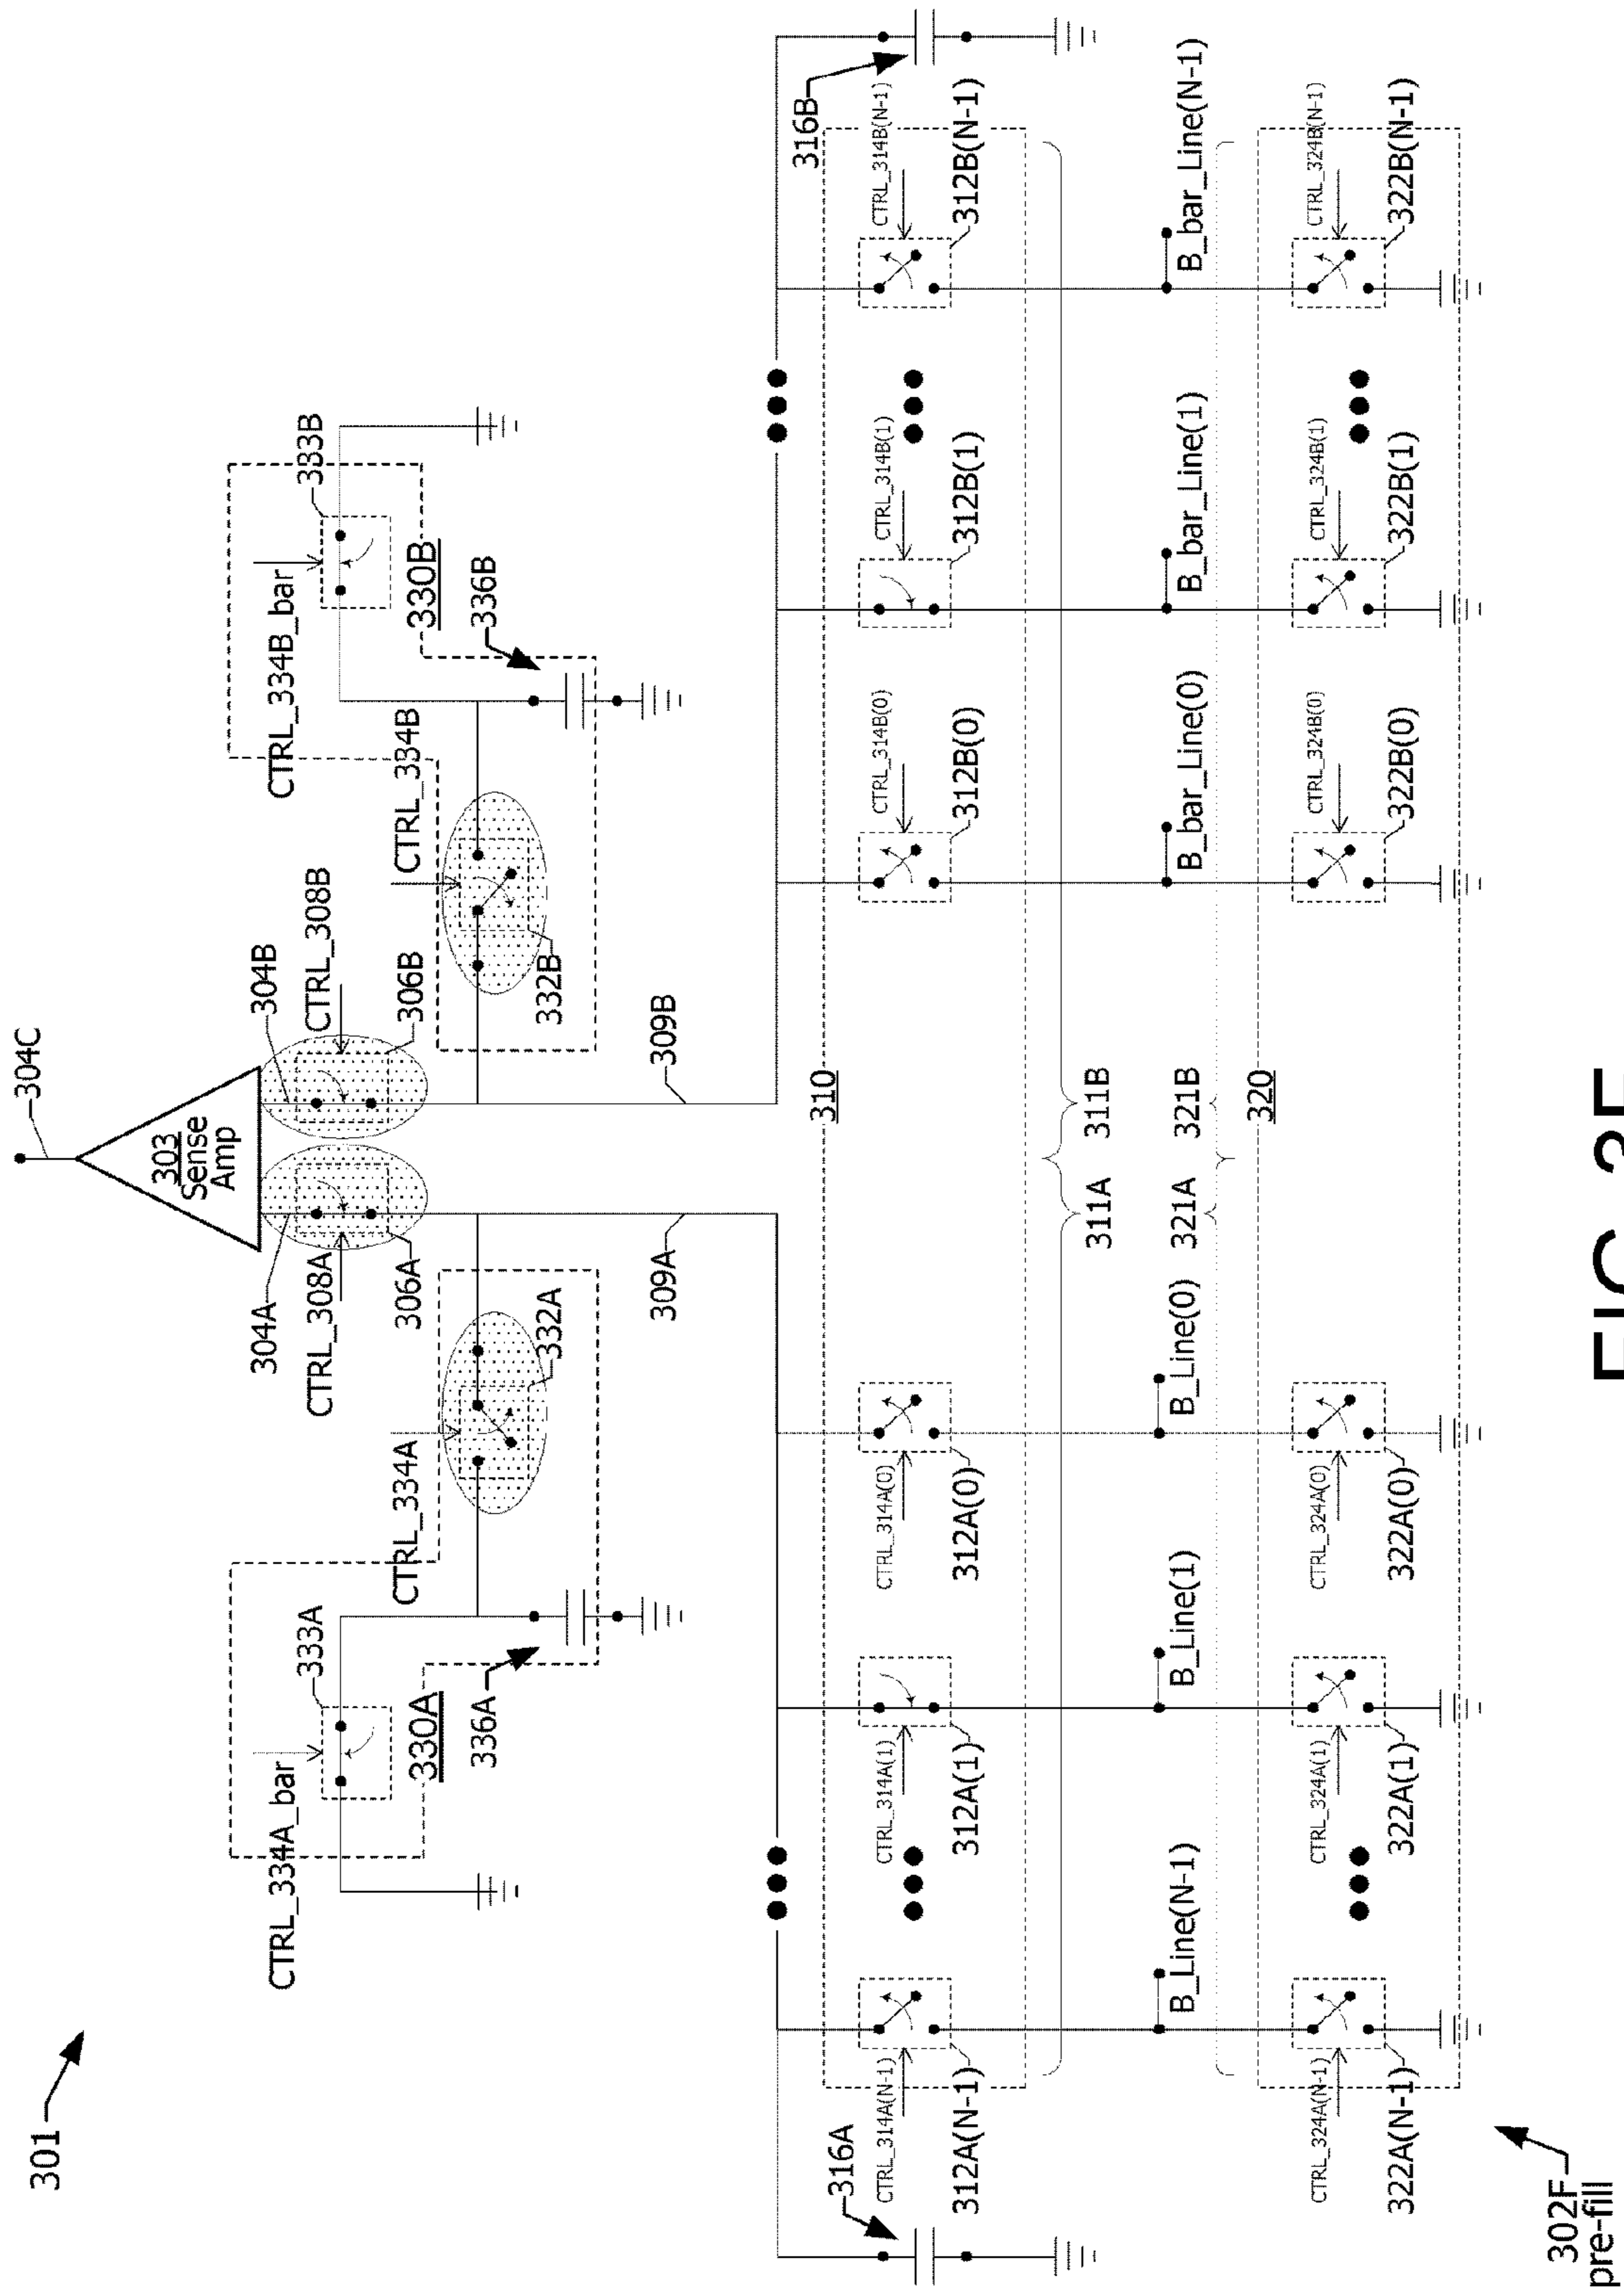 301
304C
303
Sense
Amp
304A
304B
CTRL_308A
CTRL_308B
306A
306B
CTRL_334A_bar
333A
330A
336A
CTRL_334A
332A
CTRL_334B_bar
333B
330B
336B
CTRL_334B
332B
309A
309B
316A
316B
310
CTRL_314A(N-1)
312A(N-1)
CTRL_314A(1)
312A(1)
CTRL_314A(0)
312A(0)
CTRL_314B(0)
312B(0)
CTRL_314B(1)
312B(1)
CTRL_314B(N-1)
312B(N-1)
311A
311B
B_Line(N-1)
B_Line(1)
B_Line(0)
B_bar_Line(0)
B_bar_Line(1)
B_bar_Line(N-1)
321A
321B
320
CTRL_324A(N-1)
322A(N-1)
CTRL_324A(1)
322A(1)
CTRL_324A(0)
322A(0)
CTRL_324B(0)
322B(0)
CTRL_324B(1)
322B(1)
CTRL_324B(N-1)
322B(N-1)
302F
pre-fill